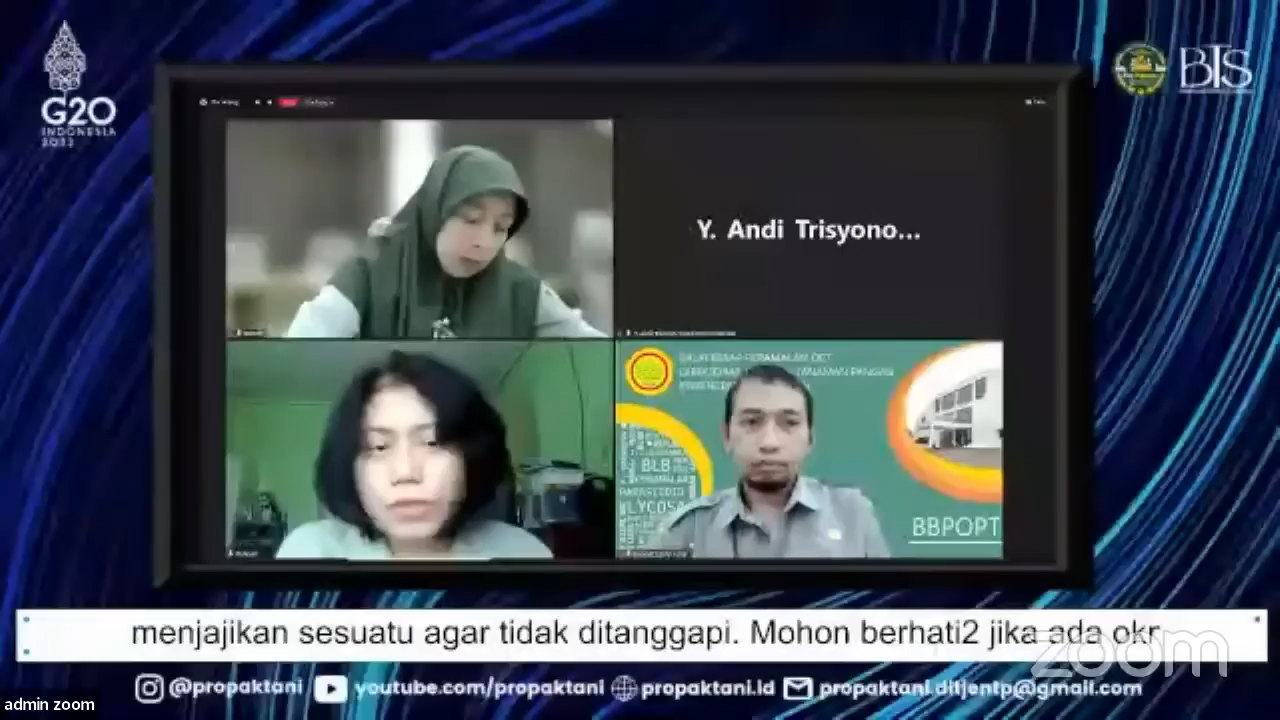 G20
INDONESIA
2022
BTS
Y. Andi Trisyono...
BLB
LYCOSA
BBPOPT
menjajikan sesuatu agar tidak ditanggapi. Mohon berhati2 jika ada okr
zoom
@propaktani youtube.com/propaktani propaktani.id propaktani.ditjentp@gmail.com
admin zoom